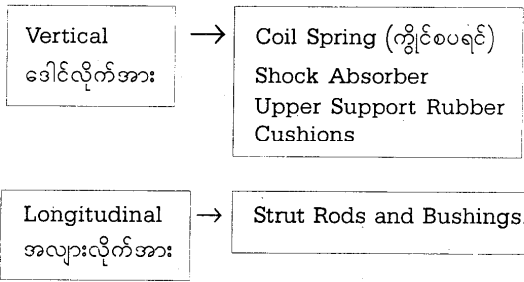 Vertical → Coil Spring (ကွိုင်စပရင်)
ဒေါင်လိုက်အား Shock Absorber
Upper Support Rubber
Cushions
Longitudinal → Strut Rods and Bushings.
အလျားလိုက်အား